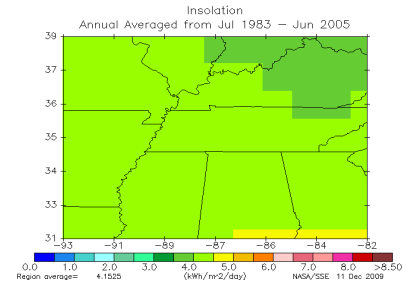 Insolation
Annual Averaged from Jul 1983 – Jun 2005
39
37
36
34
33
31
−93 −91 −89 −87 −86 −84 −82
0.0 1.0 2.0 3.0 4.0 5.0 6.0 7.0 8.0 >8.50
Region average= 4.1525 (kWh/m^2/day) NASA/SSE 11 Dec 2009